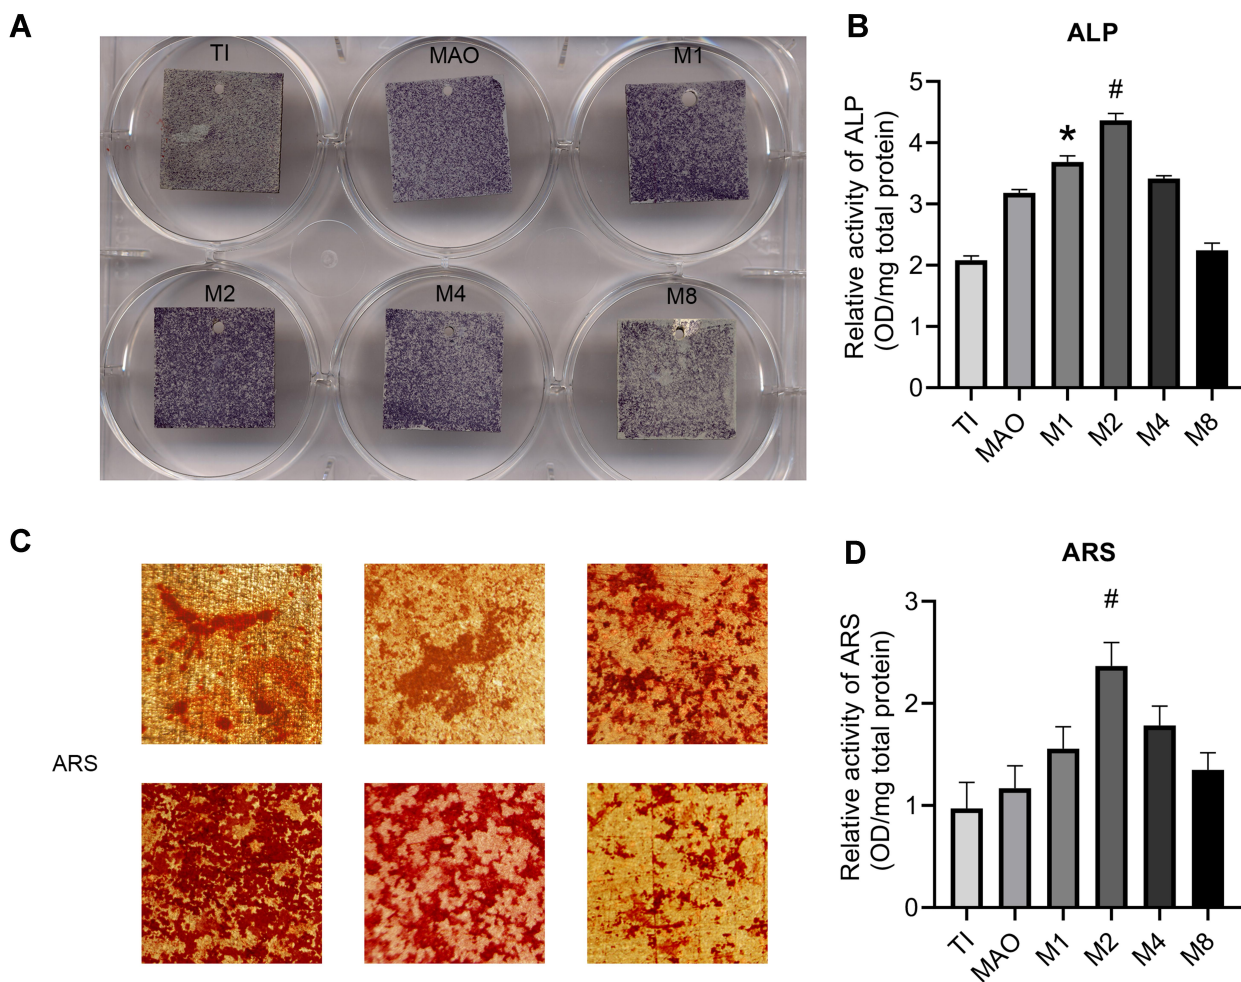 A
TI
MAO
M1
M2
M4
M8
B
ALP
Relative activity of ALP
(OD/mg total protein)
5
4
3
2
1
0
*
#
TI
MAO
M1
M2
M4
M8
C
ARS
D
ARS
Relative activity of ARS
(OD/mg total protein)
3
2
1
0
#
TI
MAO
M1
M2
M4
M8